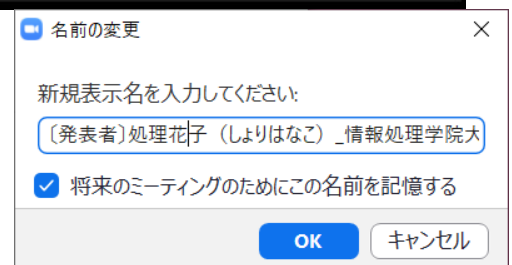 名前の変更
新規表示名を入力してください:
〔発表者〕処理花子（しょりはなこ）_情報処理学院大
将来のミーティングのためにこの名前を記憶する
OK キャンセル